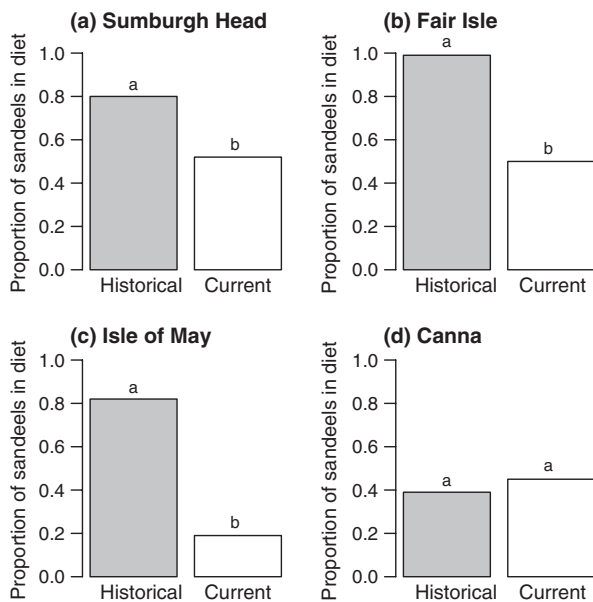 (a) Sumburgh Head
Proportion of sandeels in diet
1.0
0.8
0.6
0.4
0.2
0.0
a
b
Historical Current
(b) Fair Isle
Proportion of sandeels in diet
1.0
0.8
0.6
0.4
0.2
0.0
a
b
Historical Current
(c) Isle of May
Proportion of sandeels in diet
1.0
0.8
0.6
0.4
0.2
0.0
a
b
Historical Current
(d) Canna
Proportion of sandeels in diet
1.0
0.8
0.6
0.4
0.2
0.0
a
a
Historical Current